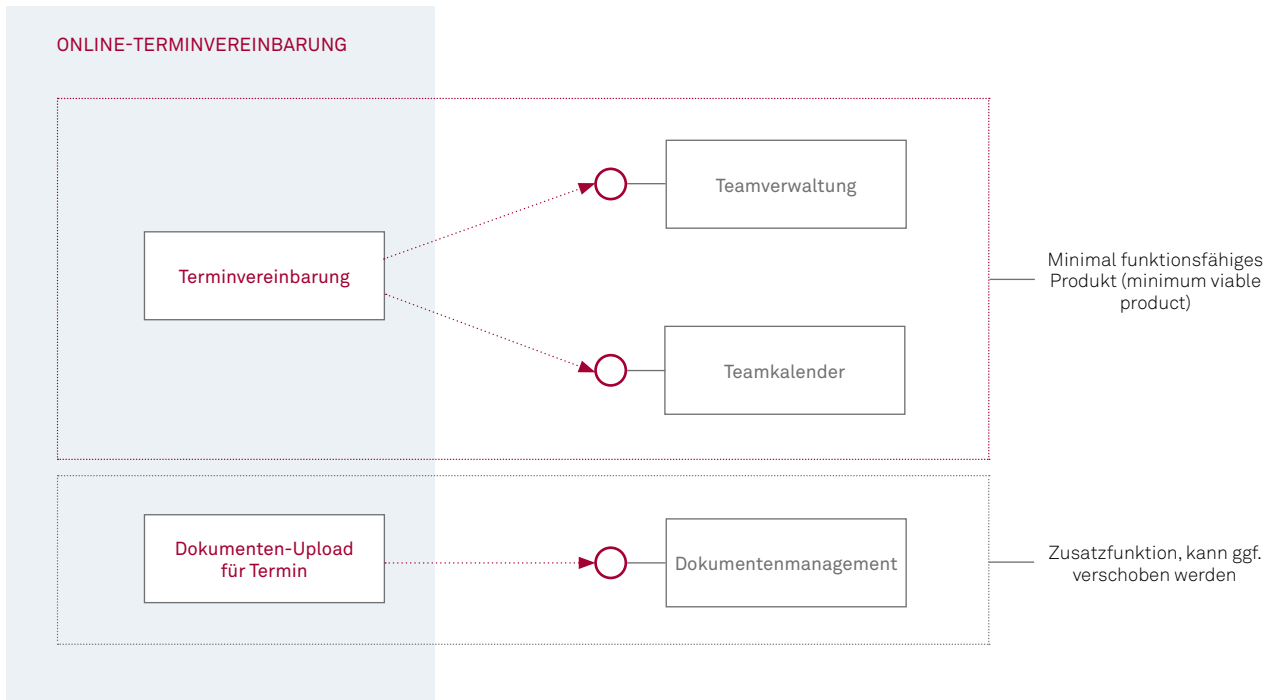 ONLINE-TERMINVEREINBARUNG
Teamverwaltung
Terminvereinbarung
Minimal funktionsfähiges
Produkt (minimum viable
product)
Teamkalender
Dokumenten-Upload
für Termin
Dokumentenmanagement
Zusatzfunktion, kann ggf.
verschoben werden